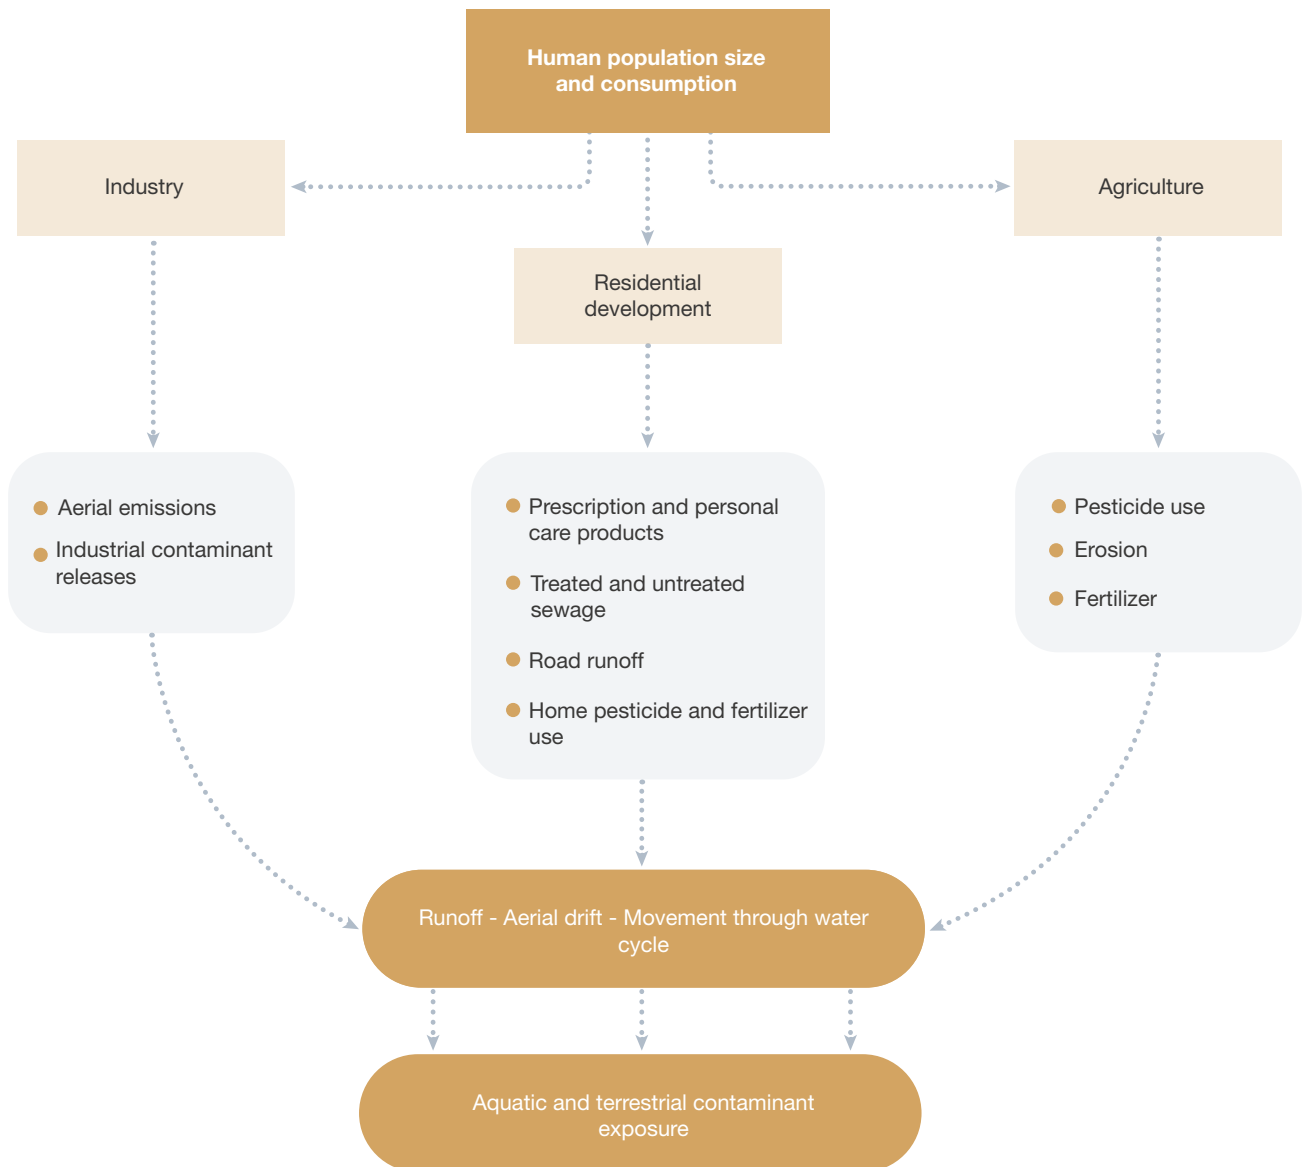 Human population size
and consumption
Industry
Agriculture
Residential
development
Aerial emissions
Industrial contaminant
releases
Prescription and personal
care products
Treated and untreated
sewage
Road runoff
Home pesticide and fertilizer
use
Pesticide use
Erosion
Fertilizer
Runoff - Aerial drift - Movement through water
cycle
Aquatic and terrestrial contaminant
exposure